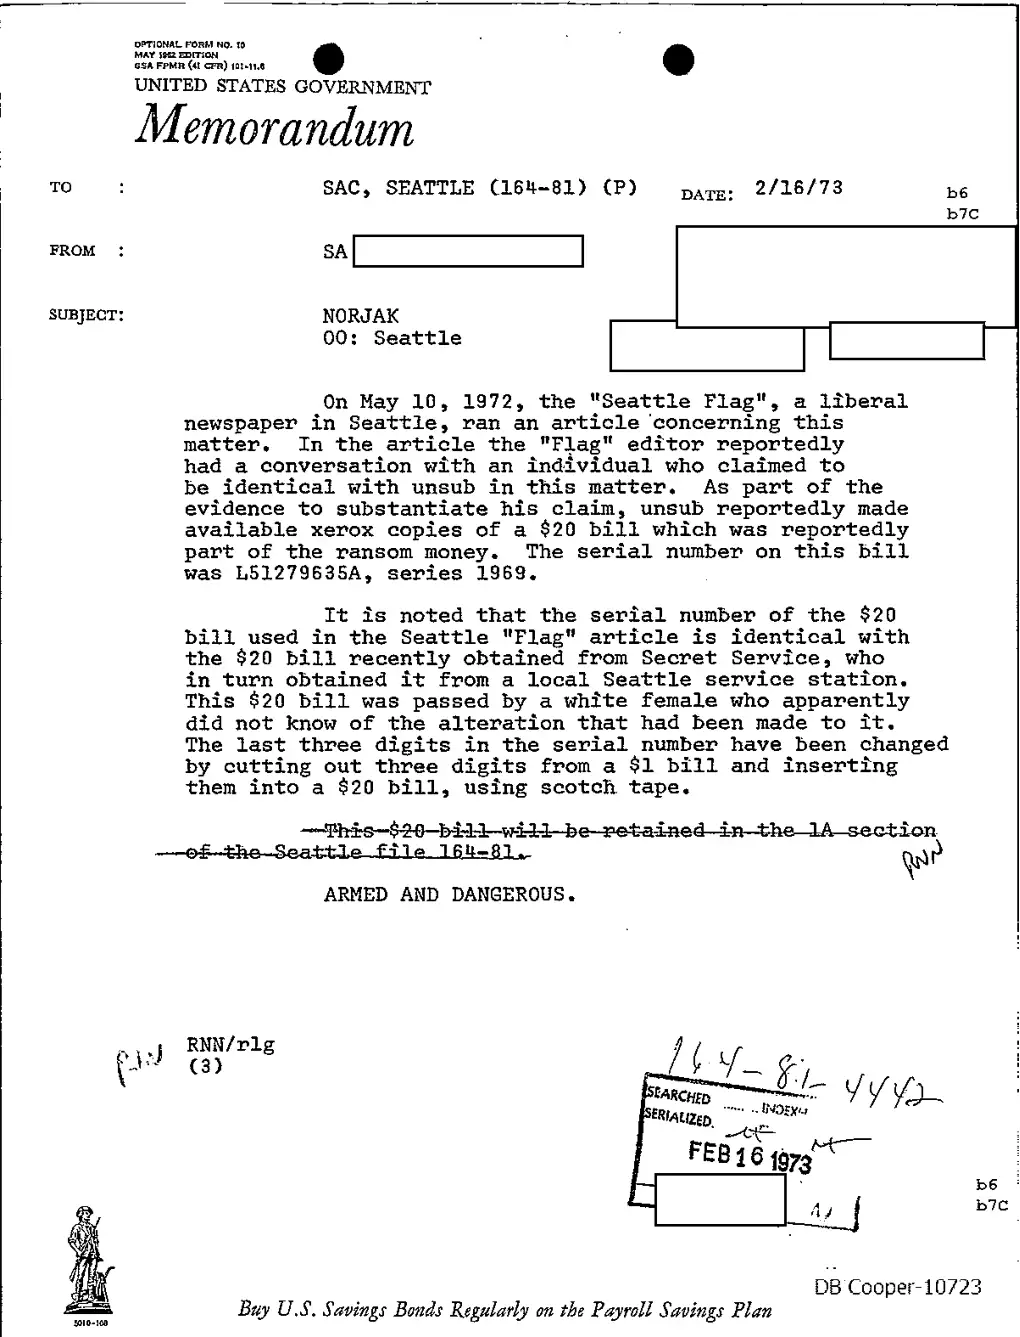 OPTIONAL FORM NO. 10
MAY 1962 EDITION
GSA FPMR (41 CFR) 101-11.6
UNITED STATES GOVERNMENT
Memorandum
TO : SAC, SEATTLE (164-81) (P) DATE: 2/16/73
b6
b7C
FROM : SA
SUBJECT: NORJAK
OO: Seattle
On May 10, 1972, the "Seattle Flag", a liberal
newspaper in Seattle, ran an article concerning this
matter. In the article the "Flag" editor reportedly
had a conversation with an individual who claimed to
be identical with unsub in this matter. As part of the
evidence to substantiate his claim, unsub reportedly made
available xerox copies of a $20 bill which was reportedly
part of the ransom money. The serial number on this bill
was L51279635A, series 1969.
It is noted that the serial number of the $20
bill used in the Seattle "Flag" article is identical with
the $20 bill recently obtained from Secret Service, who
in turn obtained it from a local Seattle service station.
This $20 bill was passed by a white female who apparently
did not know of the alteration that had been made to it.
The last three digits in the serial number have been changed
by cutting out three digits from a $1 bill and inserting
them into a $20 bill, using scotch tape.
This $20 bill will be retained in the 1A section
of the Seattle file 164-81.
RNN
ARMED AND DANGEROUS.
RNN/rlg
(3)
164-81-4442
SEARCHED INDEX
SERIALIZED
FEB 16 1973
b6
b7C
DB Cooper-10723
5010-108
Buy U.S. Savings Bonds Regularly on the Payroll Savings Plan